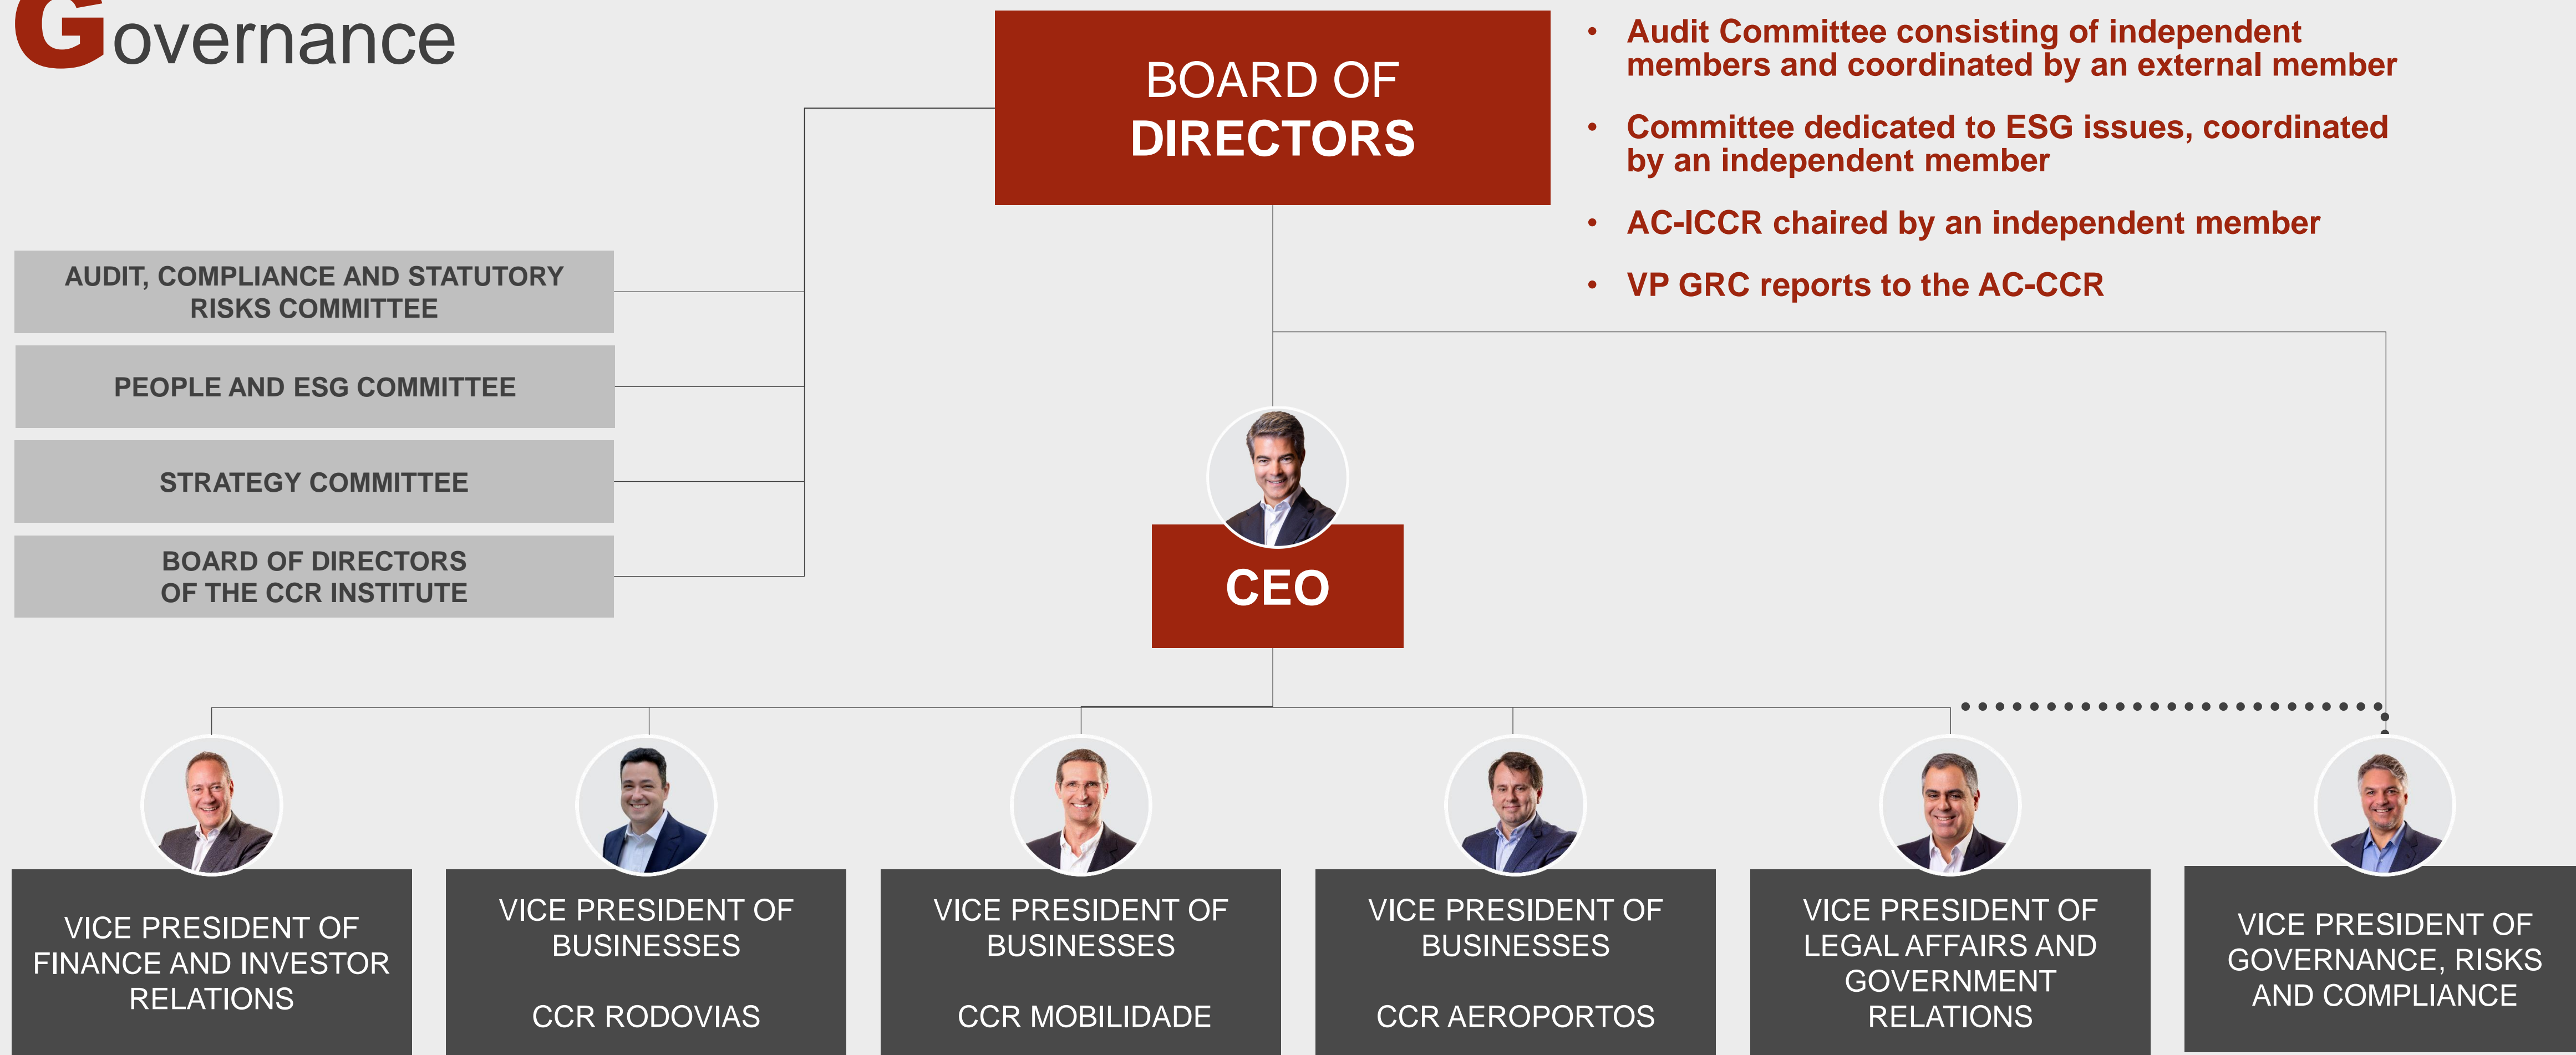 Governance
BOARD OF
DIRECTORS
• Audit Committee consisting of independent
members and coordinated by an external member
• Committee dedicated to ESG issues, coordinated
by an independent member
• AC-ICCR chaired by an independent member
• VP GRC reports to the AC-CCR
AUDIT, COMPLIANCE AND STATUTORY
RISKS COMMITTEE
PEOPLE AND ESG COMMITTEE
STRATEGY COMMITTEE
BOARD OF DIRECTORS
OF THE CCR INSTITUTE
CEO
VICE PRESIDENT OF
FINANCE AND INVESTOR
RELATIONS
VICE PRESIDENT OF
BUSINESSES
CCR RODOVIAS
VICE PRESIDENT OF
BUSINESSES
CCR MOBILIDADE
VICE PRESIDENT OF
BUSINESSES
CCR AEROPORTOS
VICE PRESIDENT OF
LEGAL AFFAIRS AND
GOVERNMENT
RELATIONS
VICE PRESIDENT OF
GOVERNANCE, RISKS
AND COMPLIANCE